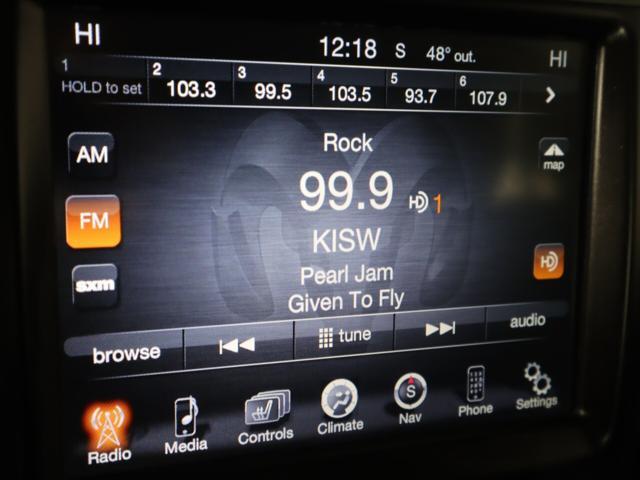 HI 12:18 S 48° out. HI
1 2 3 4 5 6
HOLD to set 103.3 99.5 103.5 93.7 107.9
AM Rock map
99.9 HD 1
FM KISW HD
sxm Pearl Jam
Given To Fly
browse tune audio
Radio Media Controls Climate S Nav Phone Settings